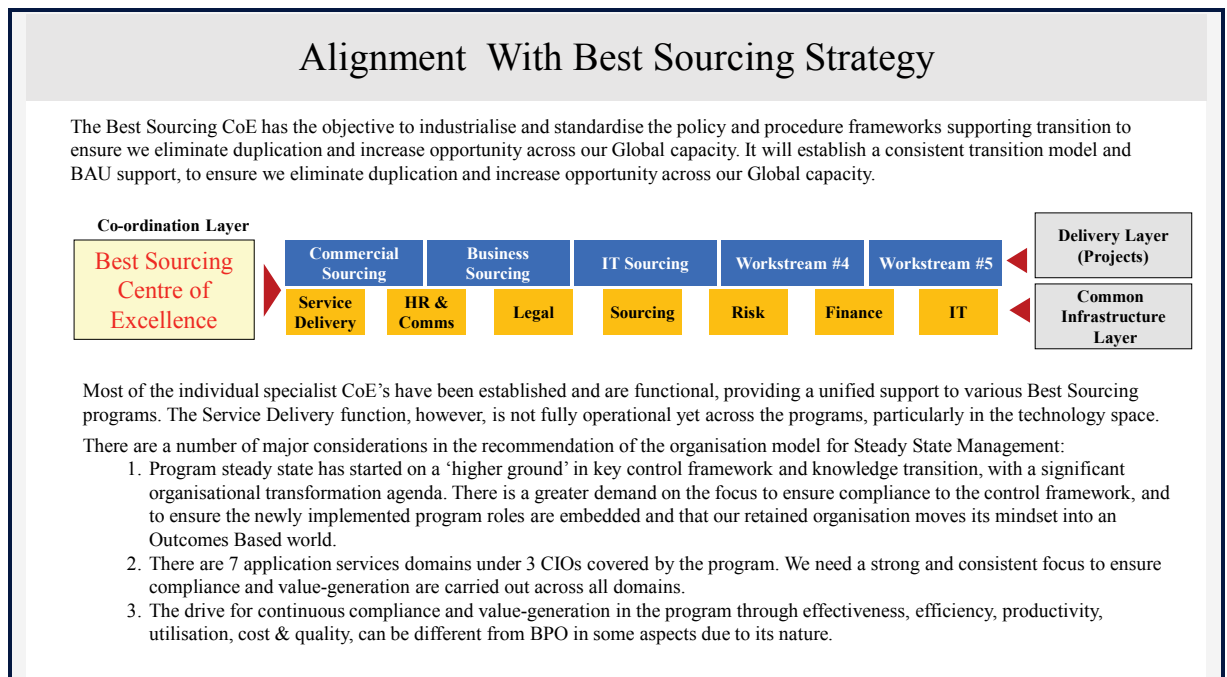 Alignment With Best Sourcing Strategy
The Best Sourcing CoE has the objective to industrialise and standardise the policy and procedure frameworks supporting transition to
ensure we eliminate duplication and increase opportunity across our Global capacity. It will establish a consistent transition model and
BAU support, to ensure we eliminate duplication and increase opportunity across our Global capacity.
Co-ordination Layer
Best Sourcing
Centre of
Excellence
Commercial
Sourcing
Business
Sourcing
IT Sourcing
Workstream #4
Workstream #5
Delivery Layer
(Projects)
Service
Delivery
HR &
Comms
Legal
Sourcing
Risk
Finance
IT
Common
Infrastructure
Layer
Most of the individual specialist CoE's have been established and are functional, providing a unified support to various Best Sourcing
programs. The Service Delivery function, however, is not fully operational yet across the programs, particularly in the technology space.
There are a number of major considerations in the recommendation of the organisation model for Steady State Management:
1. Program steady state has started on a 'higher ground' in key control framework and knowledge transition, with a significant
organisational transformation agenda. There is a greater demand on the focus to ensure compliance to the control framework, and
to ensure the newly implemented program roles are embedded and that our retained organisation moves its mindset into an
Outcomes Based world.
2. There are 7 application services domains under 3 CIOs covered by the program. We need a strong and consistent focus to ensure
compliance and value-generation are carried out across all domains.
3. The drive for continuous compliance and value-generation in the program through effectiveness, efficiency, productivity,
utilisation, cost & quality, can be different from BPO in some aspects due to its nature.